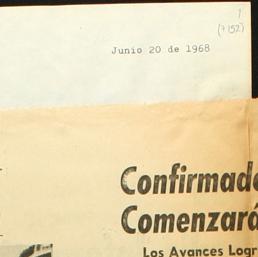 1
(7152)
Junio 20 de 1968
Confirmado
Comenzará
Los Avances Logr